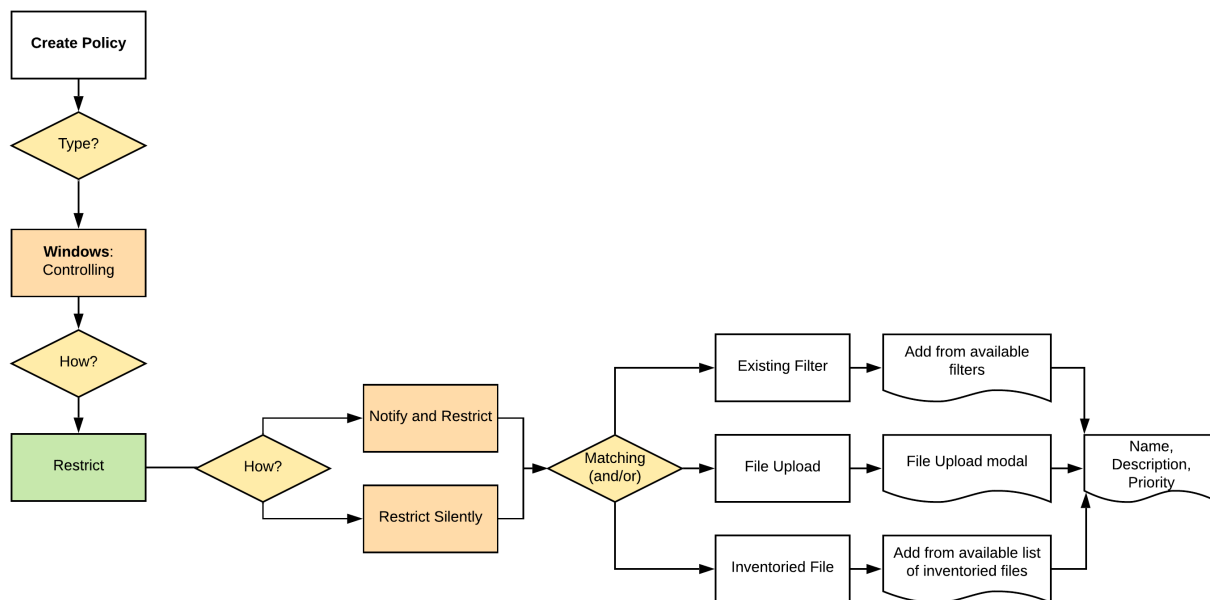 Create Policy
Type?
Windows:
Controlling
How?
Restrict
How?
Notify and Restrict
Restrict Silently
Matching
(and/or)
Existing Filter
Add from available
filters
File Upload
File Upload modal
Inventoried File
Add from available list
of inventoried files
Name,
Description,
Priority